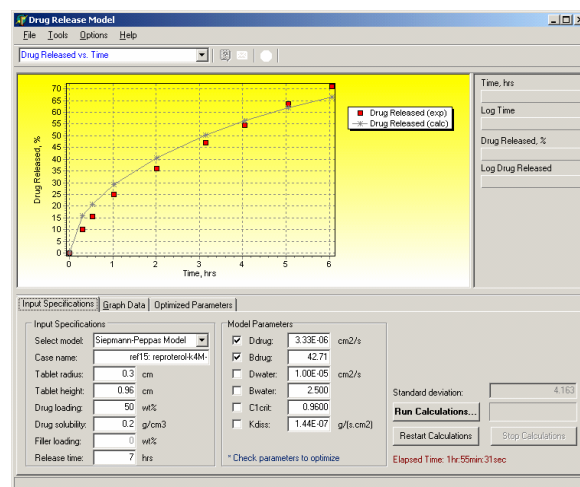 Drug Release Model
File Tools Options Help
Drug Released vs. Time
70
65
60
55
50
45
40
35
30
25
20
15
10
5
0
Drug Released, %
0 1 2 3 4 5 6
Time, hrs
Drug Released (exp)
Drug Released (calc)
Time, hrs
Log Time
Drug Released, %
Log Drug Released
Input Specifications Graph Data Optimized Parameters
Input Specifications
Select model: Siepmann-Peppas Model
Case name: ref15: reproterol-k4M-
Tablet radius: 0.3 cm
Tablet height: 0.96 cm
Drug loading: 50 wt%
Drug solubility: 0.2 g/cm3
Filler loading: 0 wt%
Release time: 7 hrs
Model Parameters
Ddrug: 3.33E-06 cm2/s
Bdrug: 42.71
Dwater: 1.00E-05 cm2/s
Bwater: 2.500
C1crit: 0.9600
Kdiss: 1.44E-07 g/(s.cm2)
* Check parameters to optimize
Standard deviation: 4.163
Run Calculations...
Restart Calculations Stop Calculations
Elapsed Time: 1hr:55min:31sec